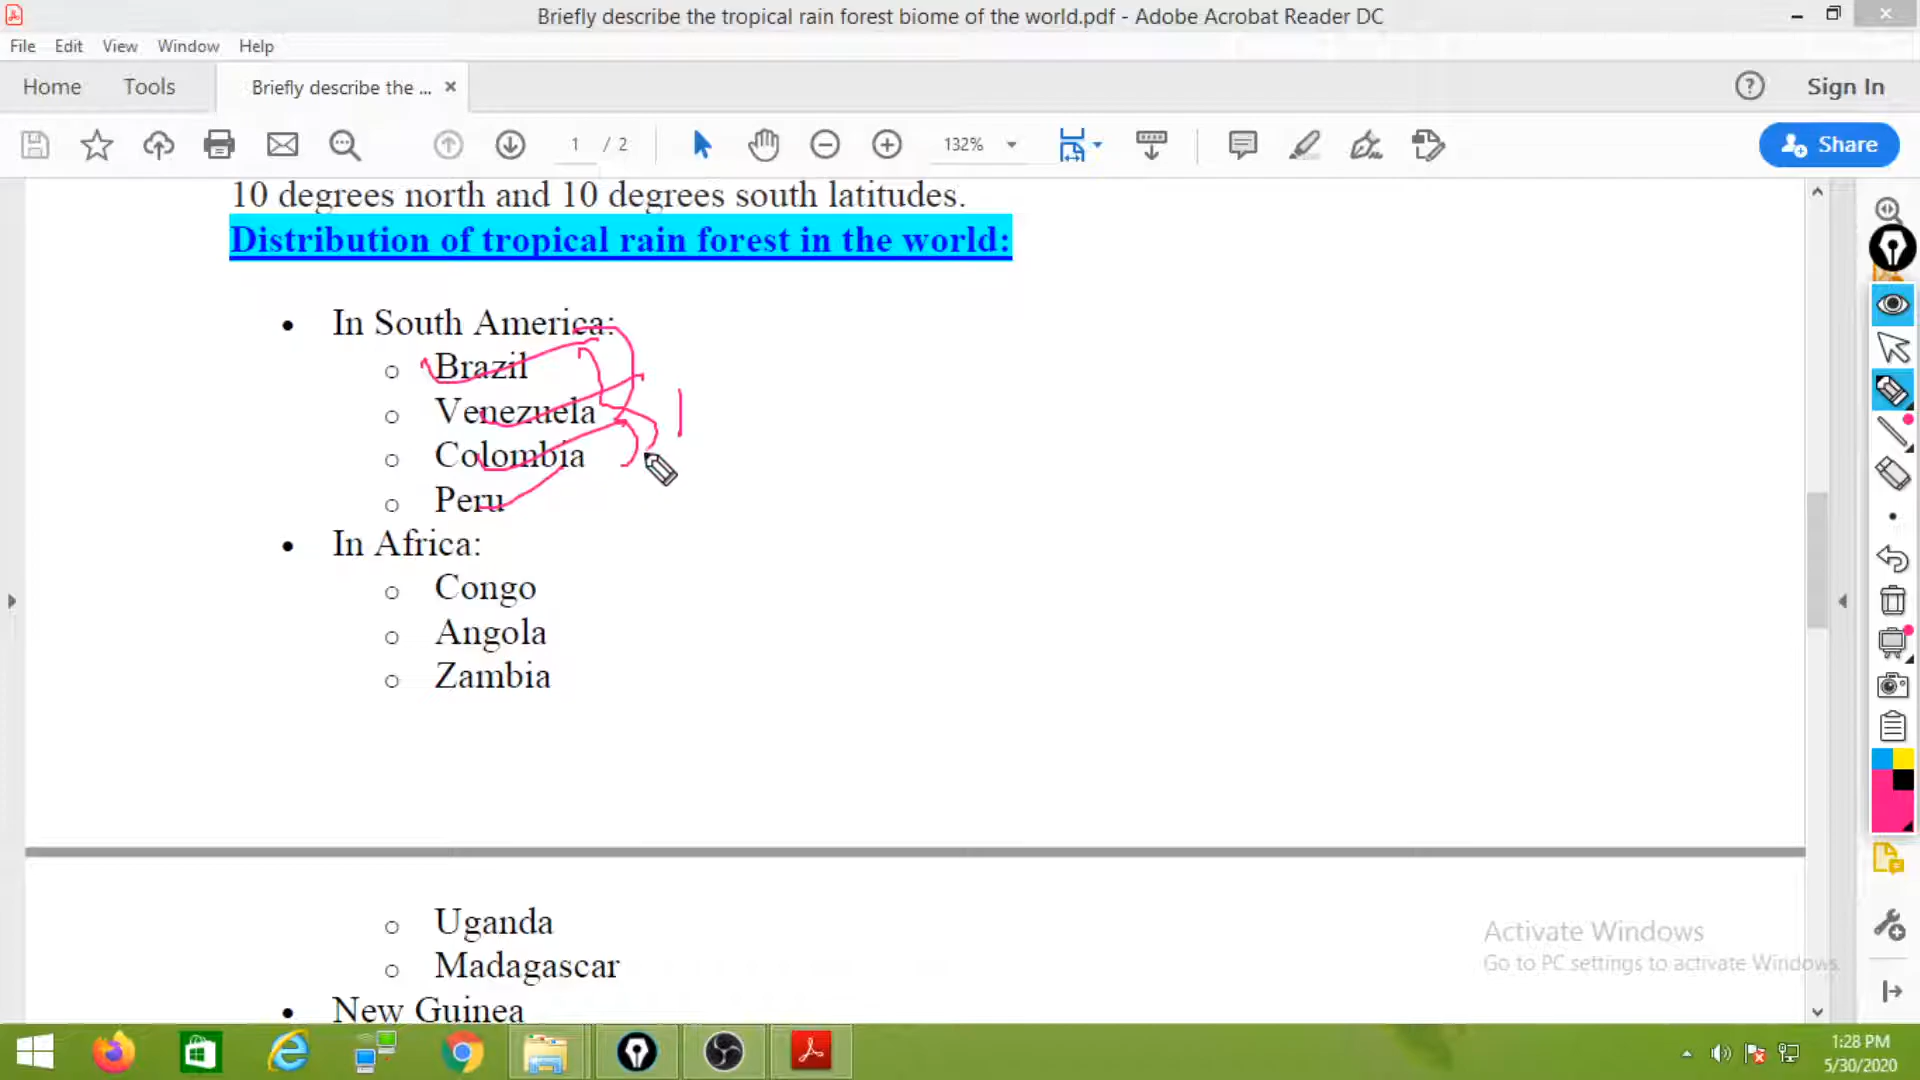 Briefly describe the tropical rain forest biome of the world.pdf - Adobe Acrobat Reader DC
File Edit View Window Help
Home Tools Briefly describe the ... × Sign In
1 / 2 132% Share
10 degrees north and 10 degrees south latitudes.
Distribution of tropical rain forest in the world:
• In South America:
o Brazil
o Venezuela
o Colombia
o Peru
• In Africa:
o Congo
o Angola
o Zambia
o Uganda
o Madagascar
• New Guinea
Activate Windows
Go to PC settings to activate Windows.
1:28 PM
5/30/2020